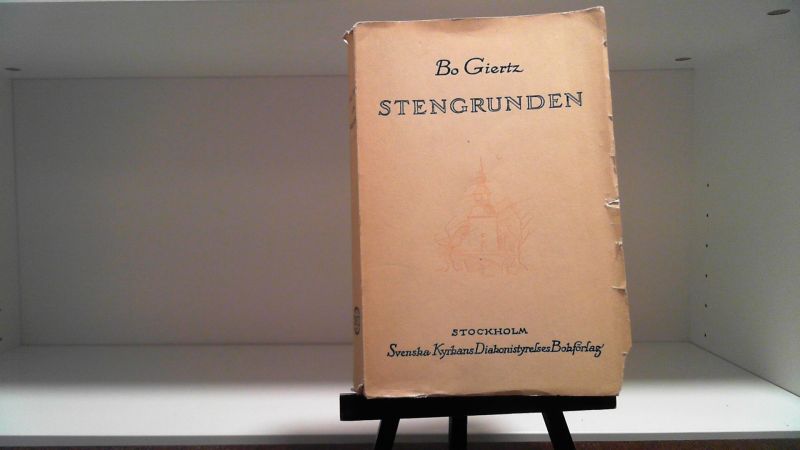 Bo Giertz
STENGRUNDEN
STOCKHOLM
Svenska Kyrkans Diakonistyrelses Bokförlag